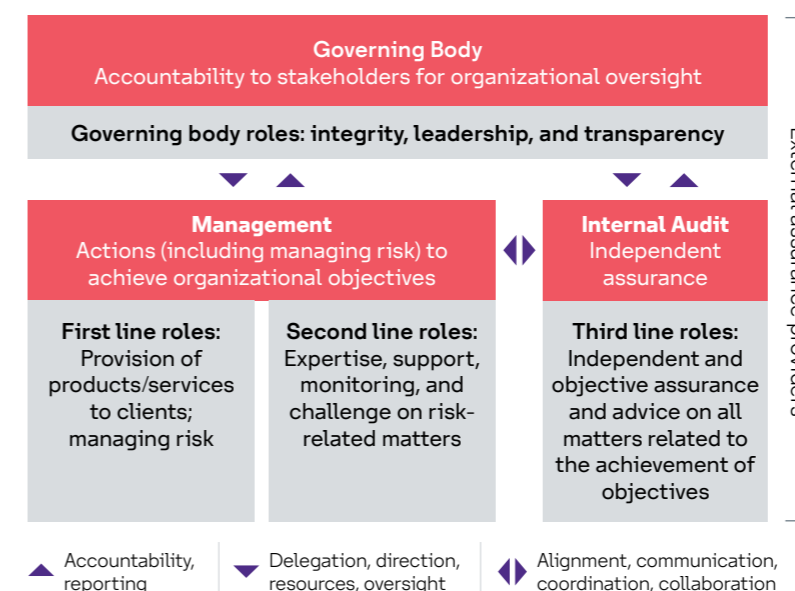 Governing Body
Accountability to stakeholders for organizational oversight
Governing body roles: integrity, leadership, and transparency
Management
Actions (including managing risk) to
achieve organizational objectives
Internal Audit
Independent
assurance
First line roles:
Provision of
products/services
to clients;
managing risk
Second line roles:
Expertise, support,
monitoring, and
challenge on risk-
related matters
Third line roles:
Independent and
objective assurance
and advice on all
matters related to
the achievement of
objectives
External assurance providers
Accountability,
reporting
Delegation, direction,
resources, oversight
Alignment, communication,
coordination, collaboration